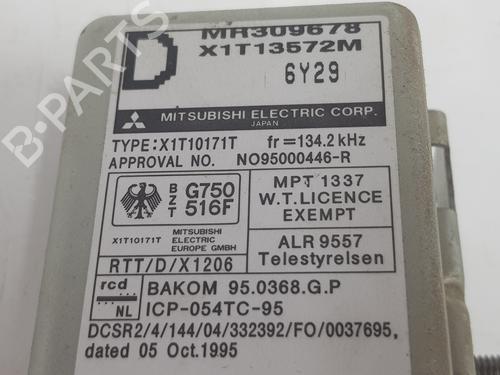 MR309678
D X1T13572M
6Y29
MITSUBISHI ELECTRIC CORP.
JAPAN
TYPE:X1T10171T fr=134.2kHz
APPROVAL NO. NO95000446-R
BZT G750 516F
X1T10171T MITSUBISHI ELECTRIC EUROPE GMBH
MPT 1337
W.T.LICENCE
EXEMPT
RTT/D/X1206
ALR 9557
Telestyrelsen
rcd NL
BAKOM 95.0368.G.P
ICP-054TC-95
DCSR2/4/144/04/332392/FO/0037695,
dated 05 Oct.1995
B-PARTS